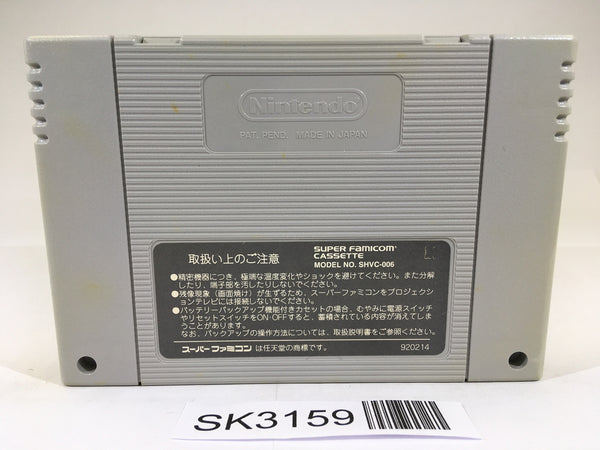 Nintendo
PAT. PEND. MADE IN JAPAN
取扱い上のご注意
SUPER FAMICOM
CASSETTE
MODEL NO. SHVC-006
●精密機器につき、極端な温度変化やショックを避けてください。また分解
したり、端子部を汚したりしないでください。
●残像現象（画面焼け）が生ずるため、スーパーファミコンをプロジェクシ
ョンテレビには接続しないでください。
●バッテリーバックアップ機能付きカセットの場合、むやみに電源スイッチ
やリセットスイッチをON・OFFすると、蓄積されている内容が消えてしま
うことがあります。
なお、バックアップの操作方法については、取扱説明書をご参照ください。
スーパーファミコン は任天堂の商標です。
920214
SK3159